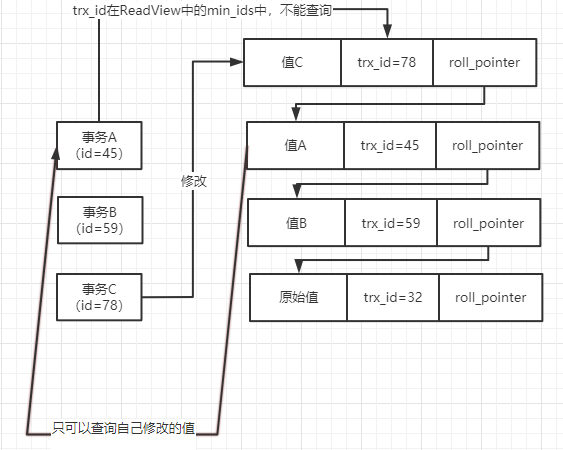 trx_id在ReadView中的min_ids中，不能查询
值C
trx_id=78
roll_pointer
事务A
（id=45）
值A
trx_id=45
roll_pointer
修改
事务B
（id=59）
值B
trx_id=59
roll_pointer
事务C
（id=78）
原始值
trx_id=32
roll_pointer
只可以查询自己修改的值